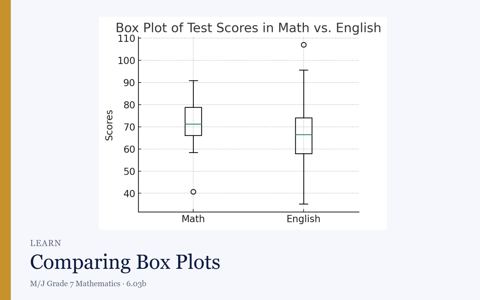 Box Plot of Test Scores in Math vs. English
110
100
90
80
70
60
50
40
Scores
Math English
LEARN
Comparing Box Plots
M/J Grade 7 Mathematics · 6.03b